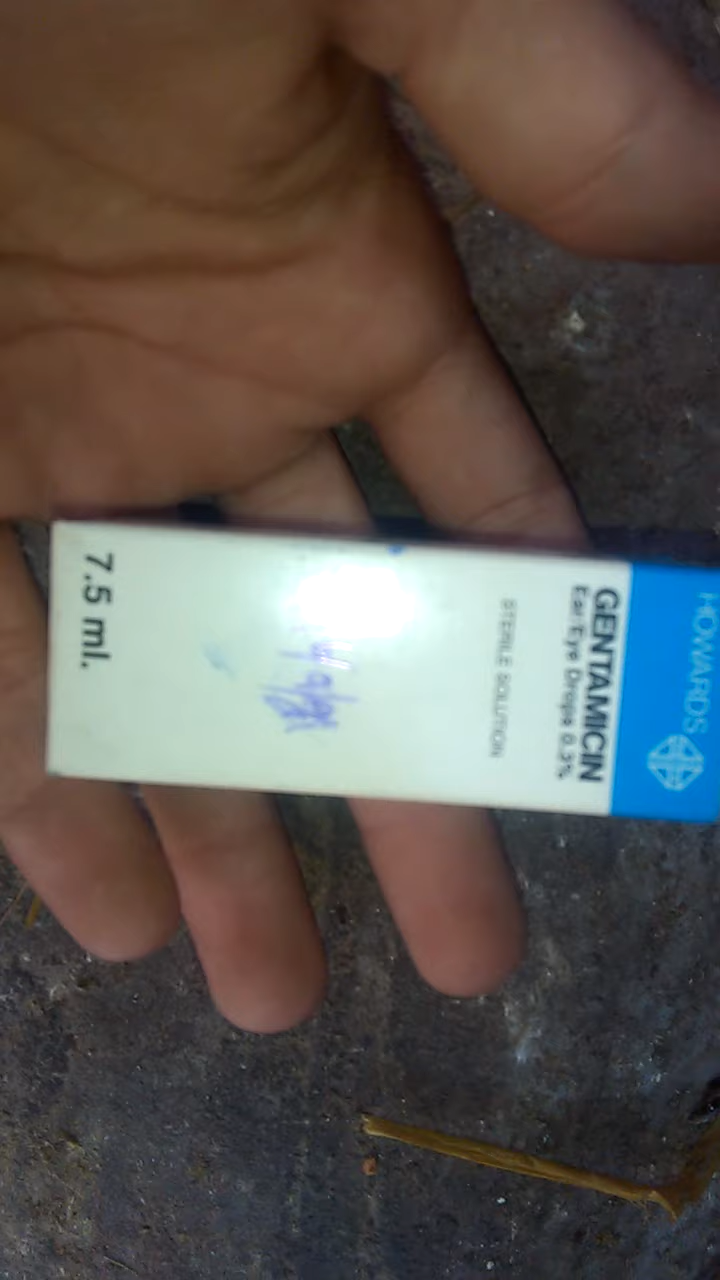 HOWARDS
GENTAMICIN
Ear/Eye Drops 0.3%
STERILE SOLUTION
7.5 ml.